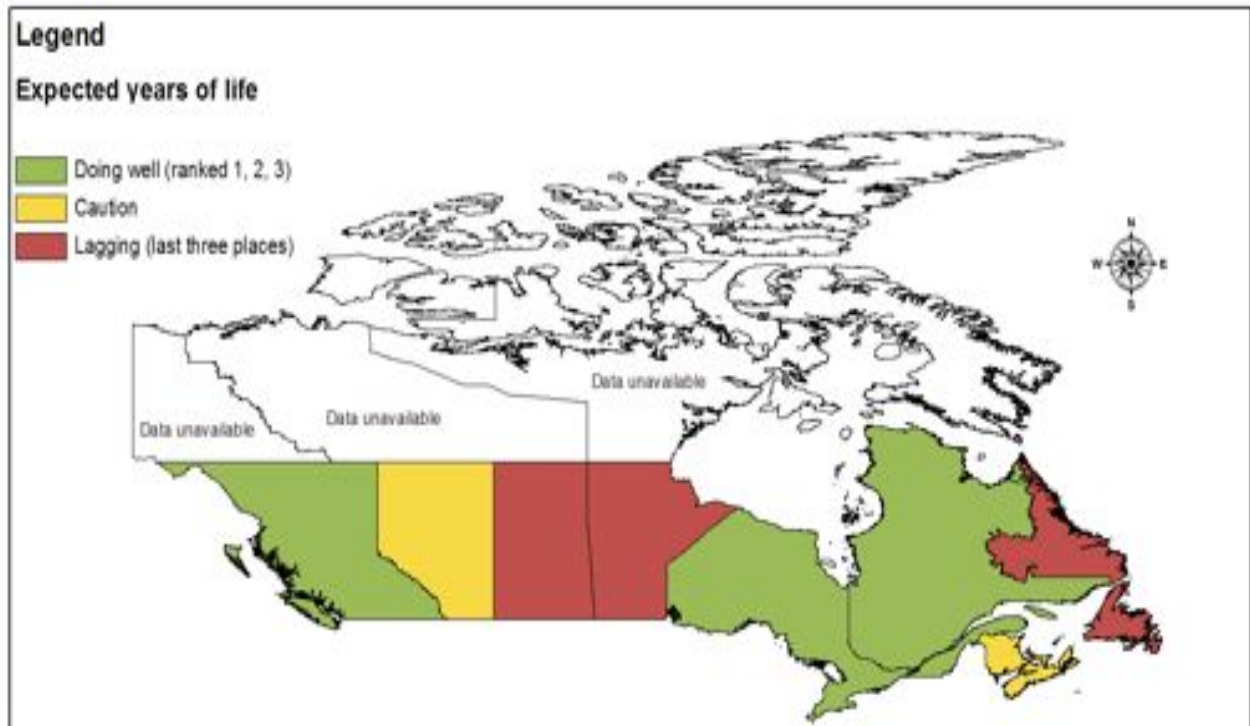 Legend
Expected years of life
Doing well (ranked 1, 2, 3)
Caution
Lagging (last three places)
N
W E
S
Data unavailable
Data unavailable
Data unavailable